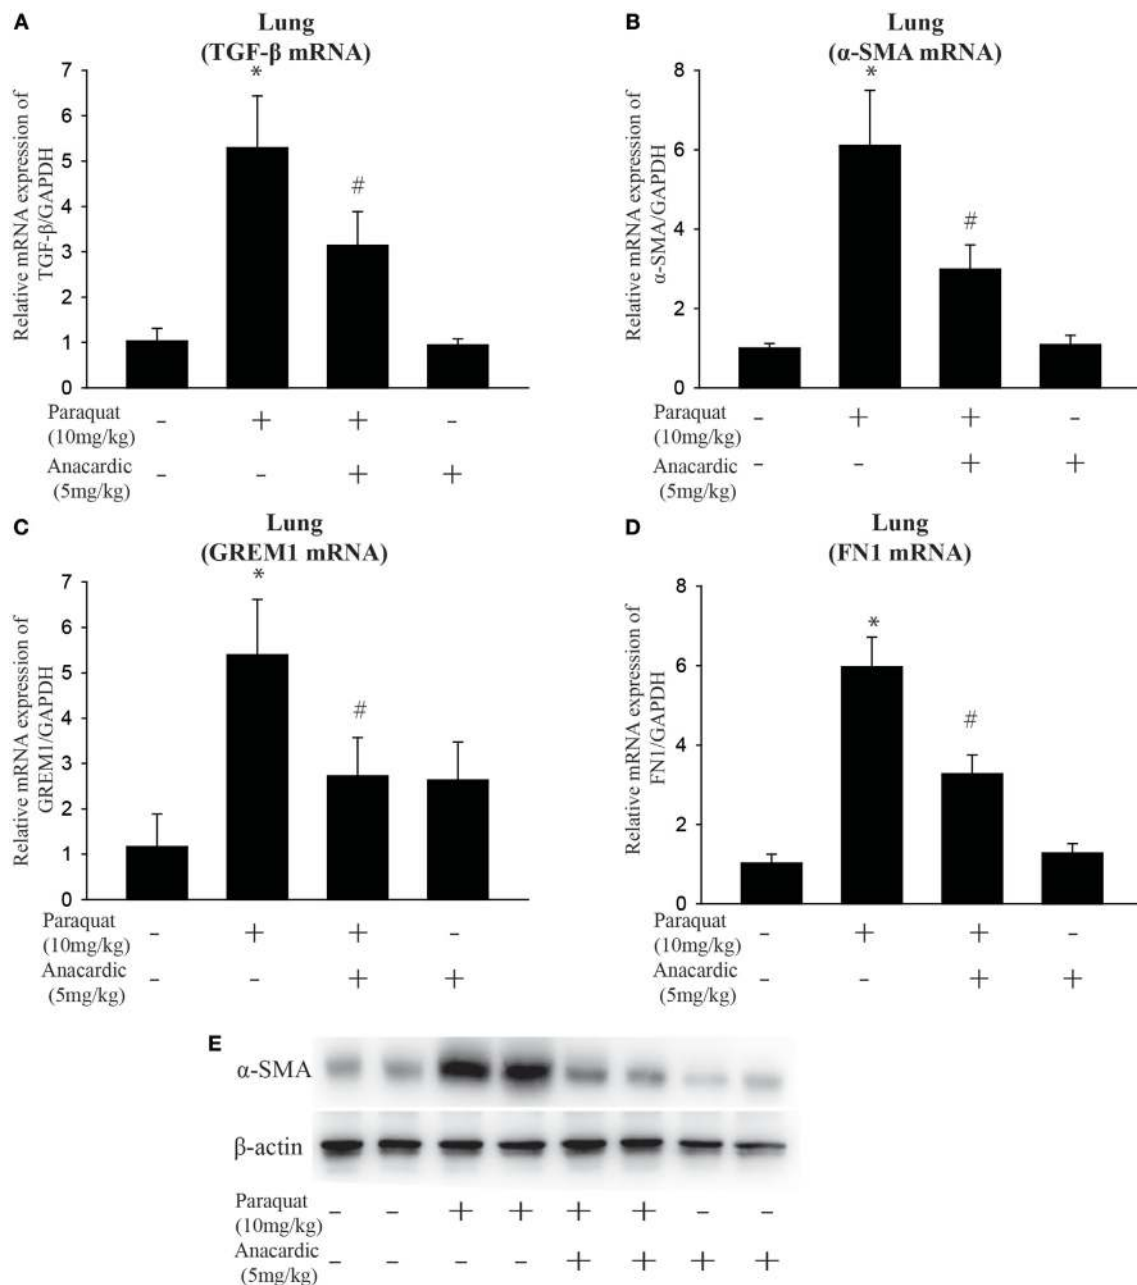 A
Lung
(TGF-β mRNA)
Relative mRNA expression of
TGF-β/GAPDH
7
6
5
4
3
2
1
0
*
#
Paraquat
(10mg/kg)
- + + -
Anacardic
(5mg/kg)
- - + +
B
Lung
(α-SMA mRNA)
Relative mRNA expression of
α-SMA/GAPDH
8
6
4
2
0
*
#
Paraquat
(10mg/kg)
- + + -
Anacardic
(5mg/kg)
- - + +
C
Lung
(GREM1 mRNA)
Relative mRNA expression of
GREM1/GAPDH
7
6
5
4
3
2
1
0
*
#
Paraquat
(10mg/kg)
- + + -
Anacardic
(5mg/kg)
- - + +
D
Lung
(FN1 mRNA)
Relative mRNA expression of
FN1/GAPDH
8
6
4
2
0
*
#
Paraquat
(10mg/kg)
- + + -
Anacardic
(5mg/kg)
- - + +
E
α-SMA
β-actin
Paraquat
(10mg/kg)
- - + + + + - -
Anacardic
(5mg/kg)
- - - - + + + +